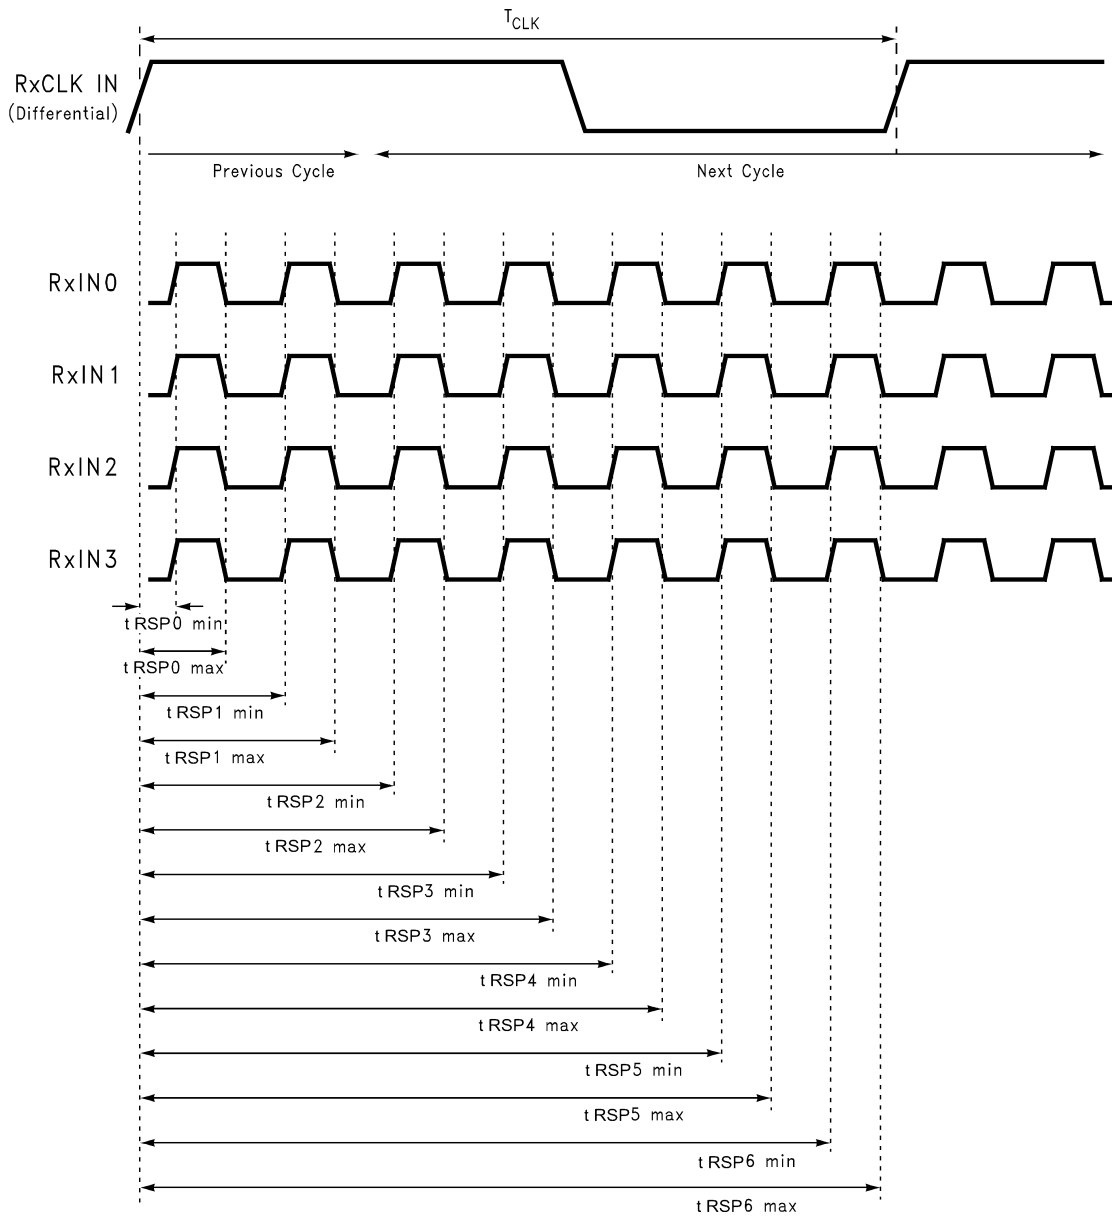 TCLK
RxCLK IN
(Differential)
Previous Cycle
Next Cycle
RxIN0
RxIN1
RxIN2
RxIN3
t RSP0 min
t RSP0 max
t RSP1 min
t RSP1 max
t RSP2 min
t RSP2 max
t RSP3 min
t RSP3 max
t RSP4 min
t RSP4 max
t RSP5 min
t RSP5 max
t RSP6 min
t RSP6 max